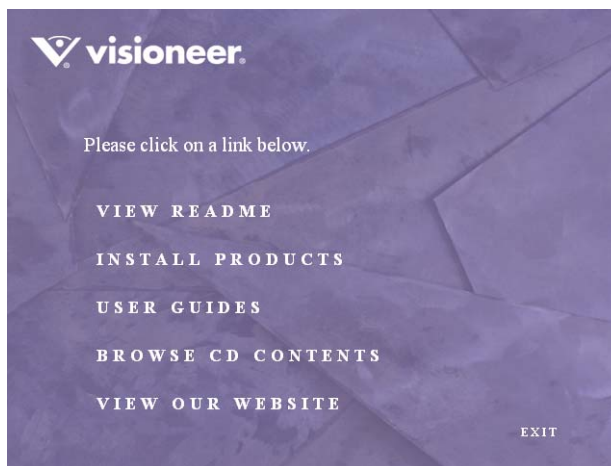 visioneer®
Please click on a link below.
VIEW README
INSTALL PRODUCTS
USER GUIDES
BROWSE CD CONTENTS
VIEW OUR WEBSITE
EXIT